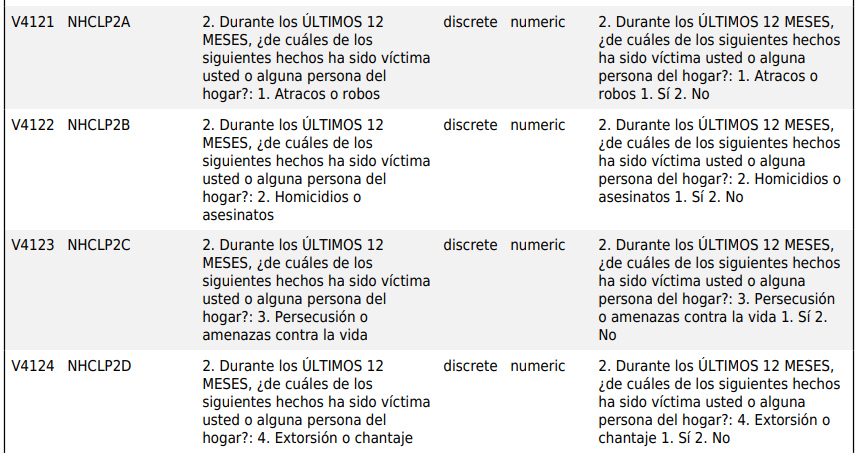 V4121 NHCLP2A 2. Durante los ÚLTIMOS 12 discrete numeric 2. Durante los ÚLTIMOS 12 MESES,
MESES, ¿de cuáles de los ¿de cuáles de los siguientes hechos
siguientes hechos ha sido víctima ha sido víctima usted o alguna
usted o alguna persona del persona del hogar?: 1. Atracos o
hogar?: 1. Atracos o robos robos 1. Sí 2. No
V4122 NHCLP2B 2. Durante los ÚLTIMOS 12 discrete numeric 2. Durante los ÚLTIMOS 12 MESES,
MESES, ¿de cuáles de los ¿de cuáles de los siguientes hechos
siguientes hechos ha sido víctima ha sido víctima usted o alguna
usted o alguna persona del persona del hogar?: 2. Homicidios o
hogar?: 2. Homicidios o asesinatos 1. Sí 2. No
asesinatos
V4123 NHCLP2C 2. Durante los ÚLTIMOS 12 discrete numeric 2. Durante los ÚLTIMOS 12 MESES,
MESES, ¿de cuáles de los ¿de cuáles de los siguientes hechos
siguientes hechos ha sido víctima ha sido víctima usted o alguna
usted o alguna persona del persona del hogar?: 3. Persecusión
hogar?: 3. Persecusión o o amenazas contra la vida 1. Sí 2.
amenazas contra la vida No
V4124 NHCLP2D 2. Durante los ÚLTIMOS 12 discrete numeric 2. Durante los ÚLTIMOS 12 MESES,
MESES, ¿de cuáles de los ¿de cuáles de los siguientes hechos
siguientes hechos ha sido víctima ha sido víctima usted o alguna
usted o alguna persona del persona del hogar?: 4. Extorsión o
hogar?: 4. Extorsión o chantaje chantaje 1. Sí 2. No